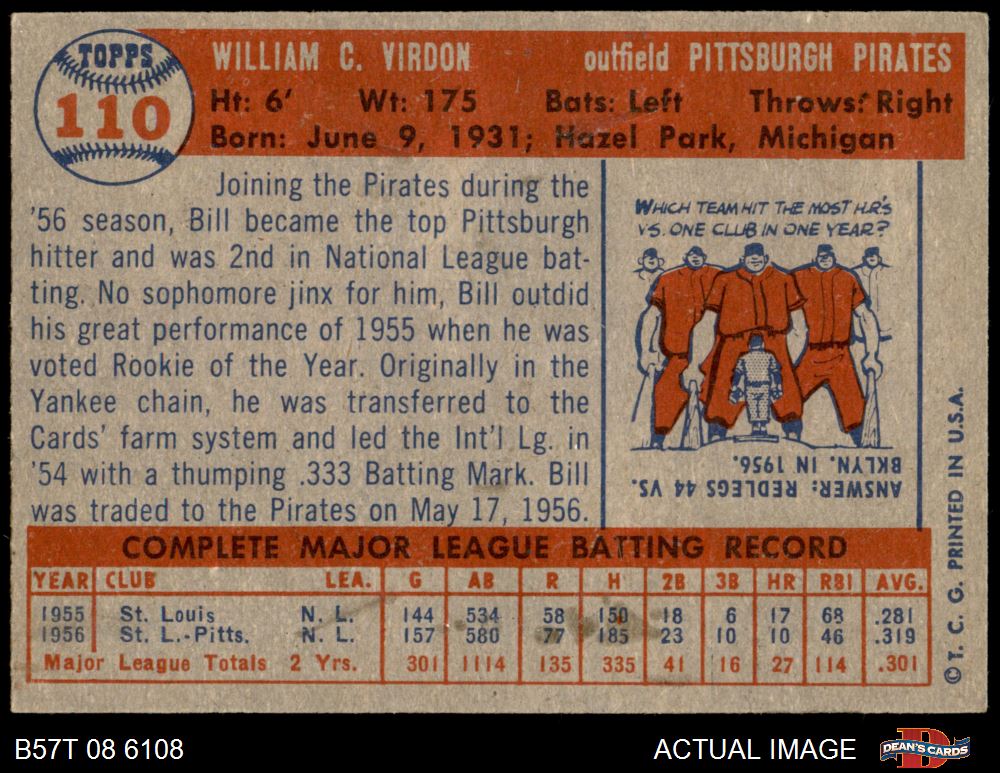 TOPPS
110
WILLIAM C. VIRDON outfield PITTSBURGH PIRATES
Ht: 6' Wt: 175 Bats: Left Throws: Right
Born: June 9, 1931; Hazel Park, Michigan
Joining the Pirates during the
'56 season, Bill became the top Pittsburgh
hitter and was 2nd in National League bat-
ting. No sophomore jinx for him, Bill outdid
his great performance of 1955 when he was
voted Rookie of the Year. Originally in the
Yankee chain, he was transferred to the
Cards' farm system and led the Int'l Lg. in
'54 with a thumping .333 Batting Mark. Bill
was traded to the Pirates on May 17, 1956.
WHICH TEAM HIT THE MOST H.R'S
VS. ONE CLUB IN ONE YEAR?
ANSWER: REDLEGS 44 VS.
BKLYN. IN 1956.
COMPLETE MAJOR LEAGUE BATTING RECORD
YEAR CLUB LEA. G AB R H 2B 3B HR RBI AVG.
1955 St. Louis N. L. 144 534 58 150 18 6 17 68 .281
1956 St. L.-Pitts. N. L. 157 580 77 185 23 10 10 46 .319
Major League Totals 2 Yrs. 301 1114 135 335 41 16 27 114 .301
© T. C. G. PRINTED IN U.S.A.
B57T 08 6108 ACTUAL IMAGE
DEAN'S CARDS